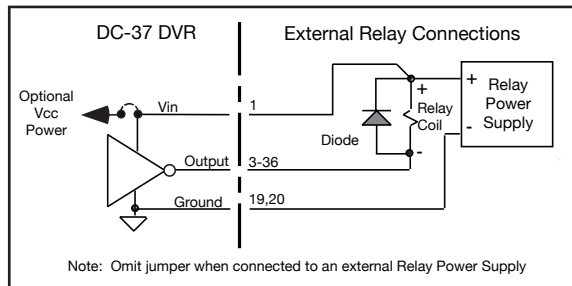 DC-37 DVR
External Relay Connections
Optional
Vcc
Power
Vin
1
Output
3-36
Ground
19,20
Diode
+
Relay
Coil
-
+
-
Relay
Power
Supply
Note: Omit jumper when connected to an external Relay Power Supply